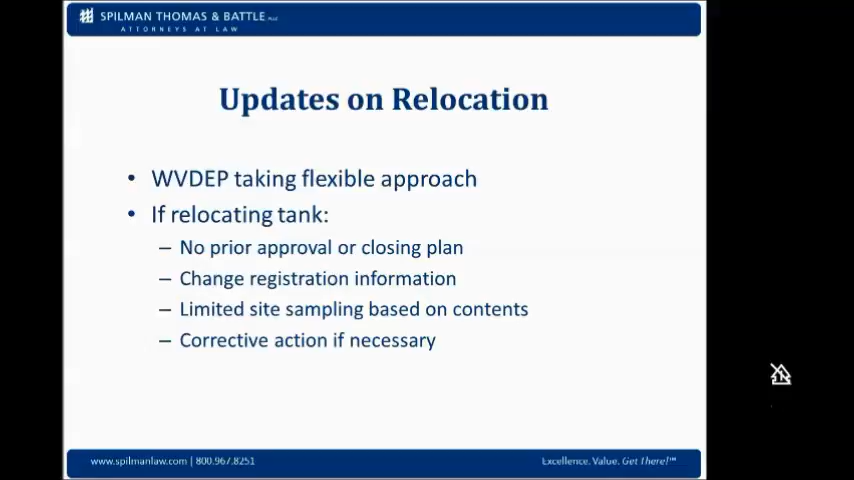 SPILMAN THOMAS & BATTLE PLLC
ATTORNEYS AT LAW
Updates on Relocation
• WVDEP taking flexible approach
• If relocating tank:
– No prior approval or closing plan
– Change registration information
– Limited site sampling based on contents
– Corrective action if necessary
www.spilmanlaw.com | 800.967.8251
Excellence. Value. Get There!℠